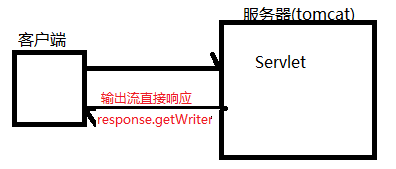 服务器(tomcat)
客户端
Servlet
输出流直接响应
response.getWriter